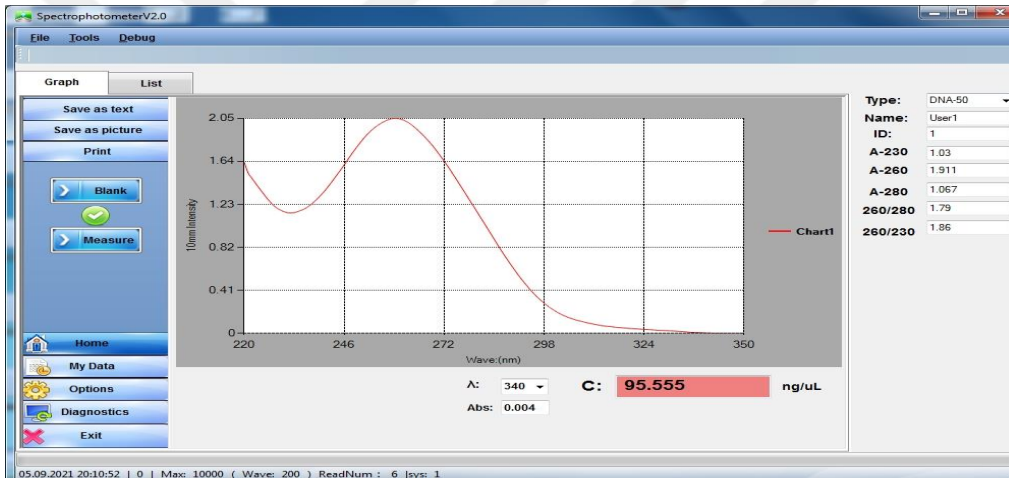 SpectrophotometerV2.0
File Tools Debug
Graph List
Save as text
Save as picture
Print
Blank
Measure
Home
My Data
Options
Diagnostics
Exit
2.05
1.64
1.23
0.82
0.41
0
10mm Intensity
220 246 272 298 324 350
Wave:(nm)
Chart1
λ: 340
Abs: 0.004
C: 95.555 ng/uL
Type: DNA-50
Name: User1
ID: 1
A-230 1.03
A-260 1.911
A-280 1.067
260/280 1.79
260/230 1.86
05.09.2021 20:10:52 | 0 | Max: 10000 ( Wave: 200 ) ReadNum : 6 |sys: 1